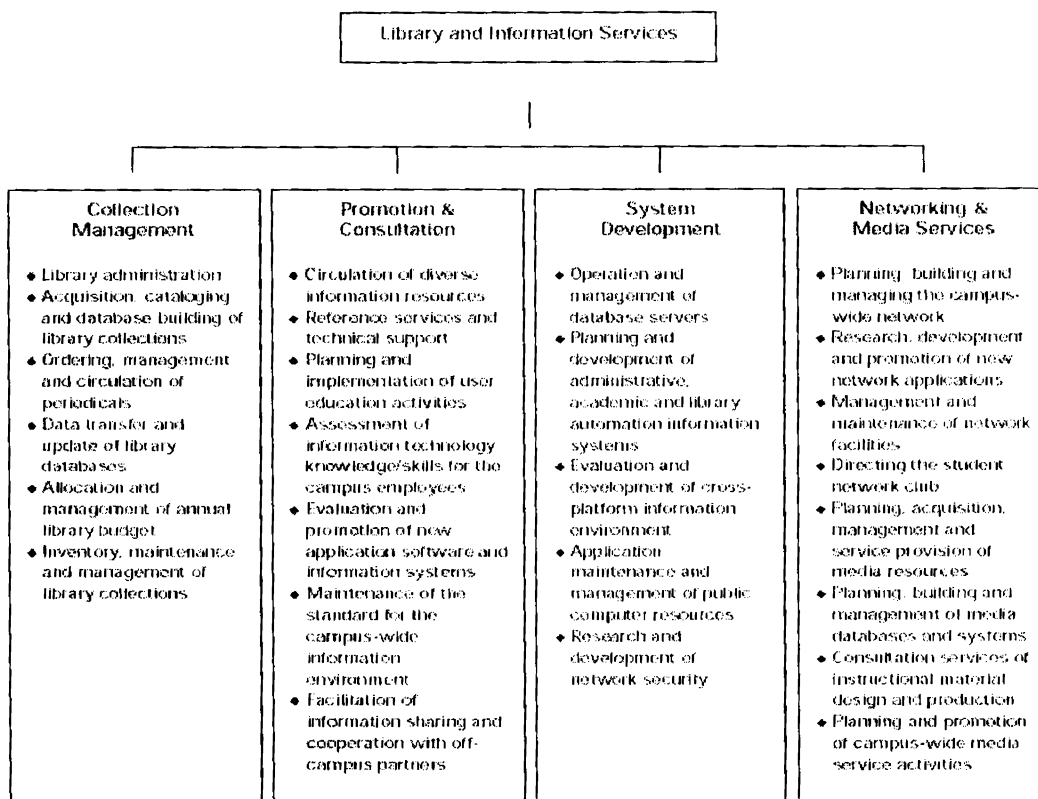 Library and Information Services
Collection
Management
◆ Library administration
◆ Acquisition, cataloging
and database building of
library collections
◆ Ordering, management
and circulation of
periodicals
◆ Data transfer and
update of library
databases
◆ Allocation and
management of annual
library budget
◆ Inventory, maintenance
and management of
library collections
Promotion &
Consultation
◆ Circulation of diverse
information resources
◆ Reference services and
technical support
◆ Planning and
implementation of user
education activities
◆ Assessment of
information technology
knowledge/skills for the
campus employees
◆ Evaluation and
promotion of new
application software and
information systems
◆ Maintenance of the
standard for the
campus-wide
information
environment
◆ Facilitation of
information sharing and
cooperation with off-
campus partners
System
Development
◆ Operation and
management of
database servers
◆ Planning and
development of
administrative,
academic and library
automation information
systems
◆ Evaluation and
development of cross-
platform information
environment
◆ Application
maintenance and
management of public
computer resources
◆ Research and
development of
network security
Networking &
Media Services
◆ Planning, building and
managing the campus-
wide network
◆ Research, development
and promotion of new
network applications
◆ Management and
maintenance of network
facilities
◆ Directing the student
network club
◆ Planning, acquisition,
management and
service provision of
media resources
◆ Planning, building and
management of media
databases and systems
◆ Consultation services of
instructional material
design and production
◆ Planning and promotion
of campus-wide media
service activities